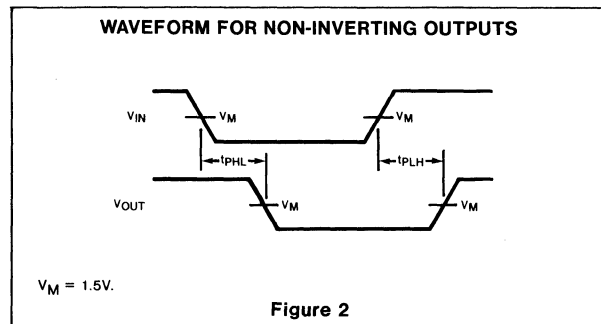 WAVEFORM FOR NON-INVERTING OUTPUTS
VIN
VM
VM
tPHL
tPLH
VOUT
VM
VM
VM = 1.5V.
Figure 2